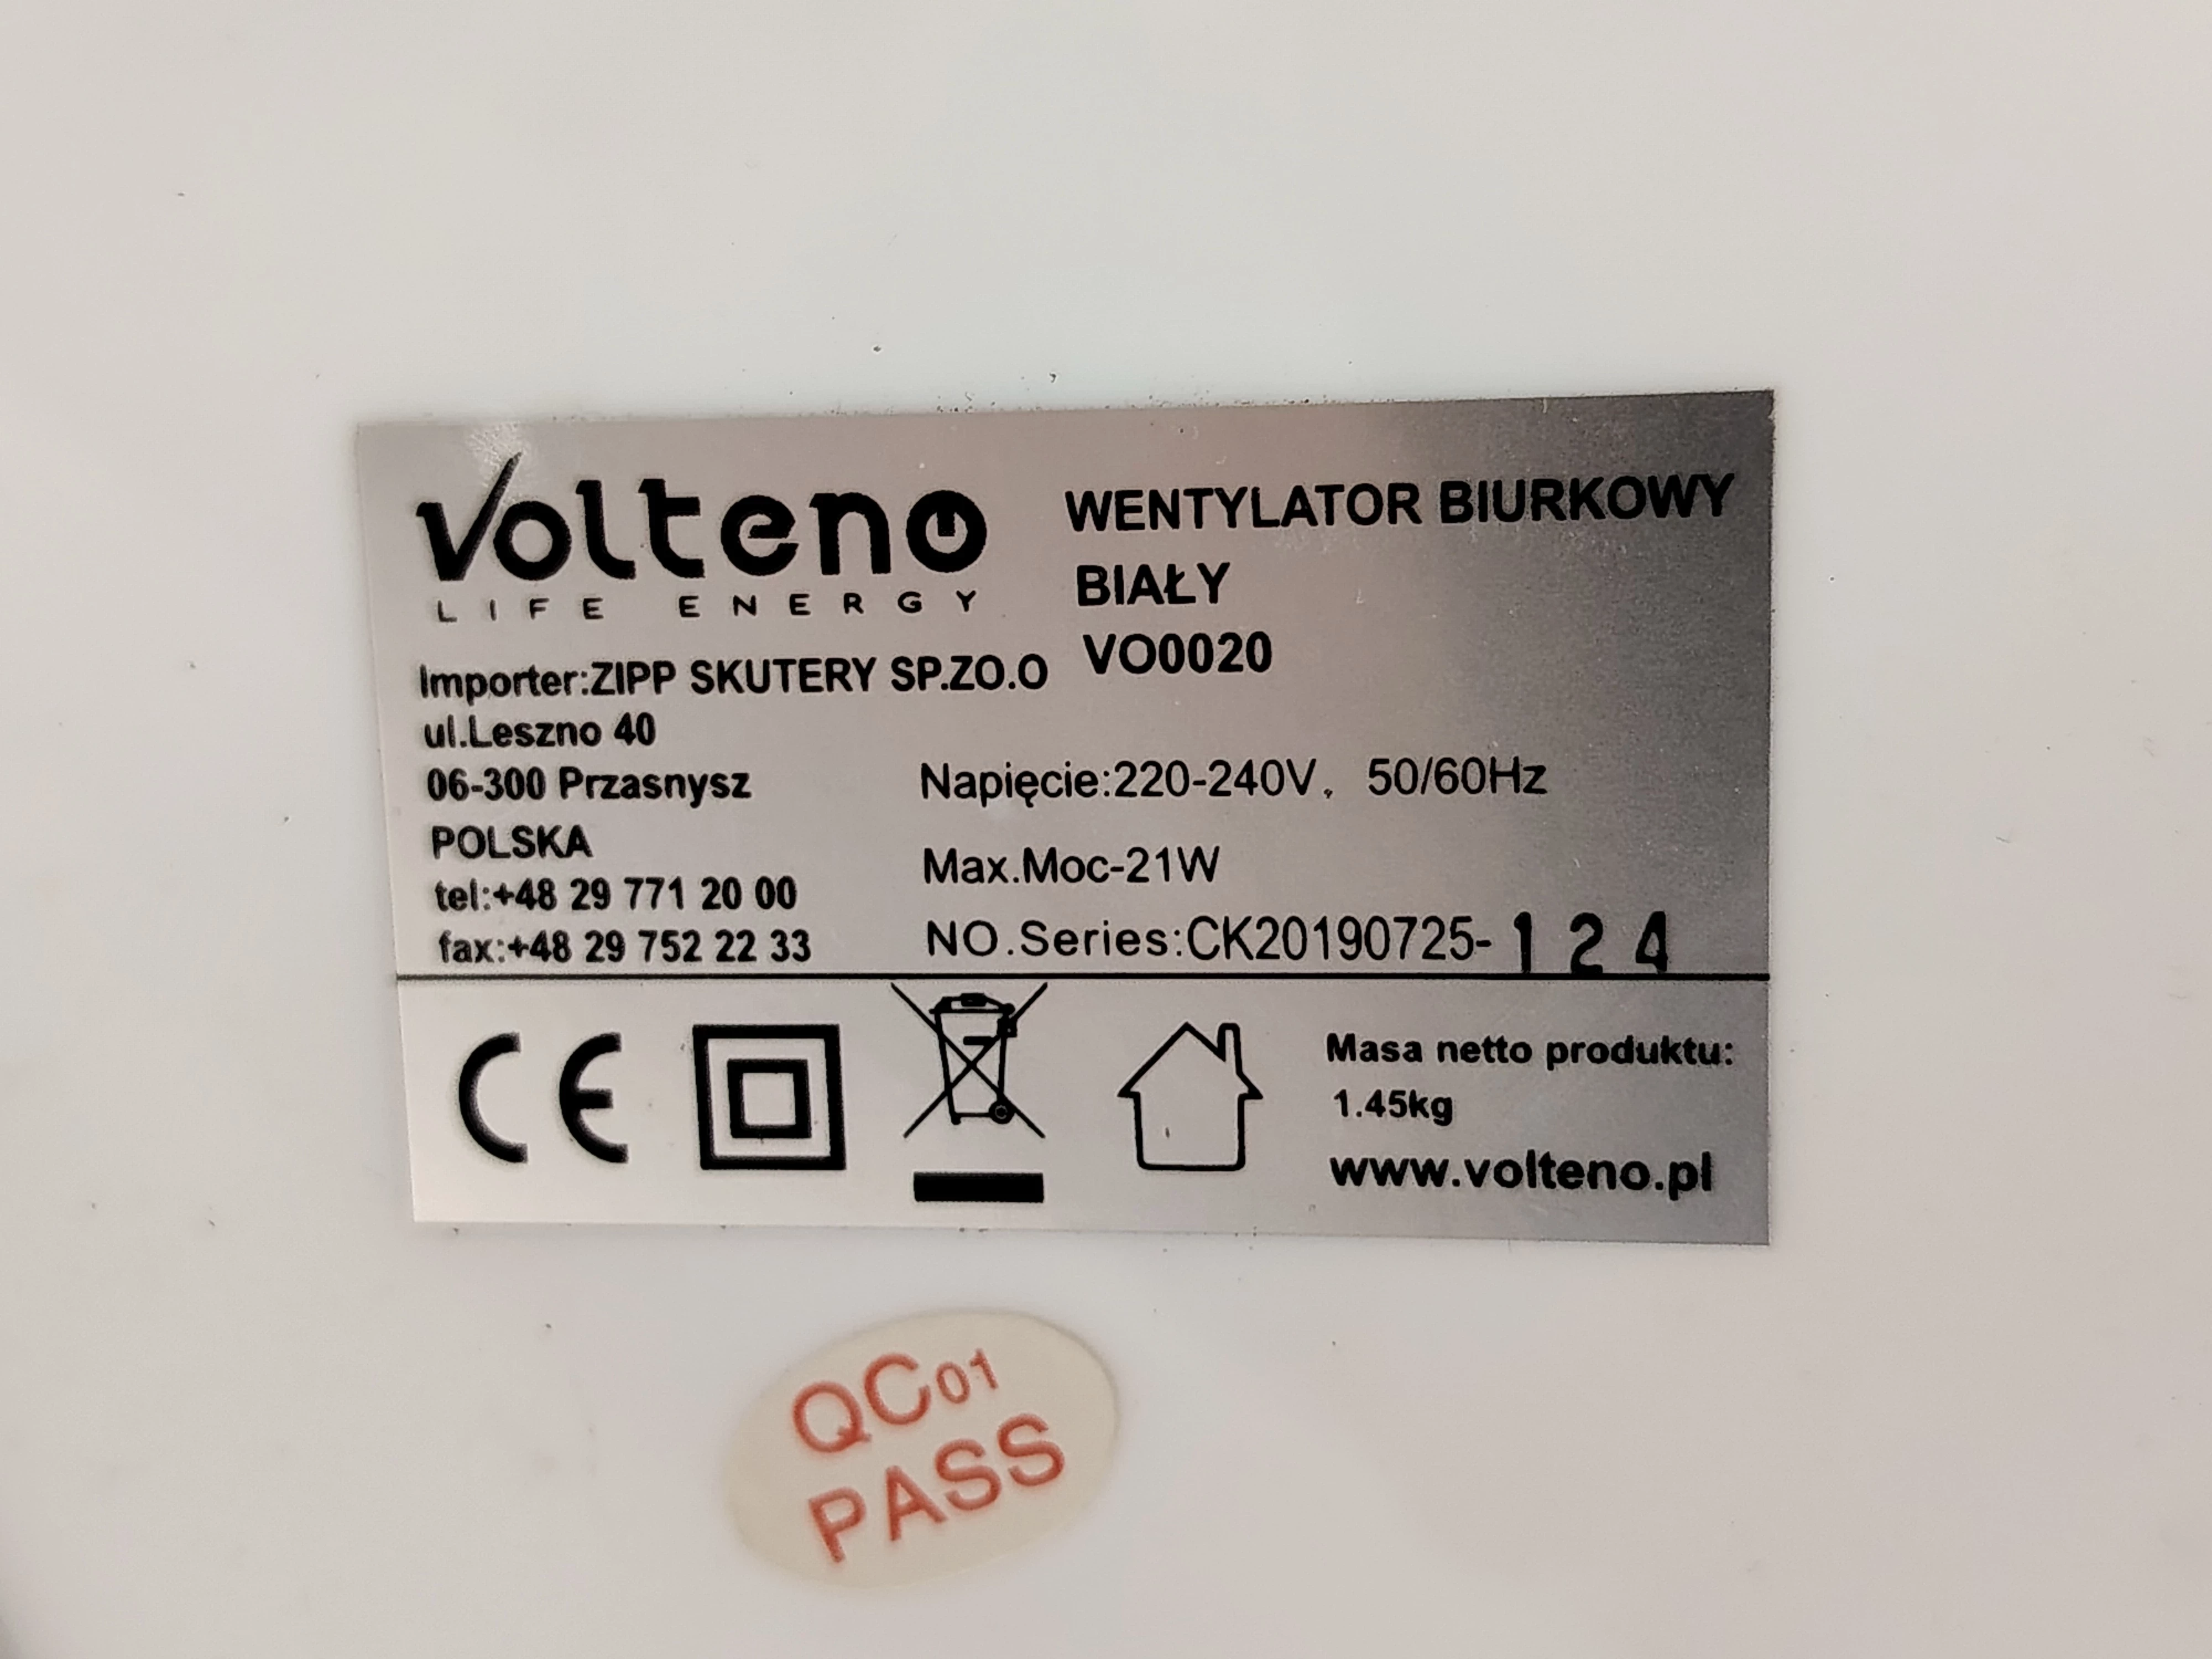 Volteno
LIFE ENERGY
WENTYLATOR BIURKOWY
BIAŁY
VO0020
Importer:ZIPP SKUTERY SP.ZO.O
ul.Leszno 40
06-300 Przasnysz
POLSKA
tel:+48 29 771 20 00
fax:+48 29 752 22 33
Napięcie:220-240V, 50/60Hz
Max.Moc-21W
NO.Series:CK20190725-124
CE
Masa netto produktu:
1.45kg
www.volteno.pl
QC01
PASS